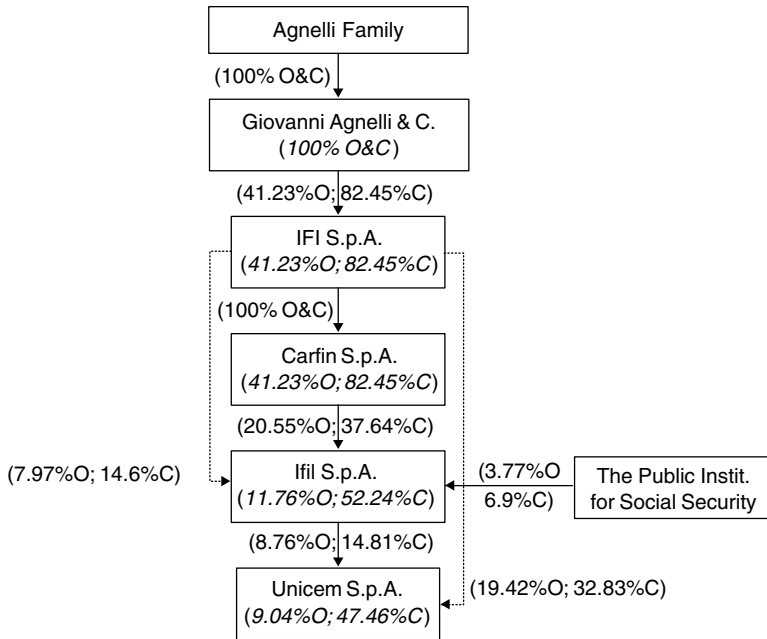 Agnelli Family
(100% O&C)
Giovanni Agnelli & C.
(100% O&C)
(41.23%O; 82.45%C)
IFI S.p.A.
(41.23%O; 82.45%C)
(100% O&C)
Carfin S.p.A.
(41.23%O; 82.45%C)
(20.55%O; 37.64%C)
(7.97%O; 14.6%C)
Ifil S.p.A.
(11.76%O; 52.24%C)
(3.77%O
6.9%C)
The Public Instit.
for Social Security
(8.76%O; 14.81%C)
Unicem S.p.A.
(9.04%O; 47.46%C)
(19.42%O; 32.83%C)